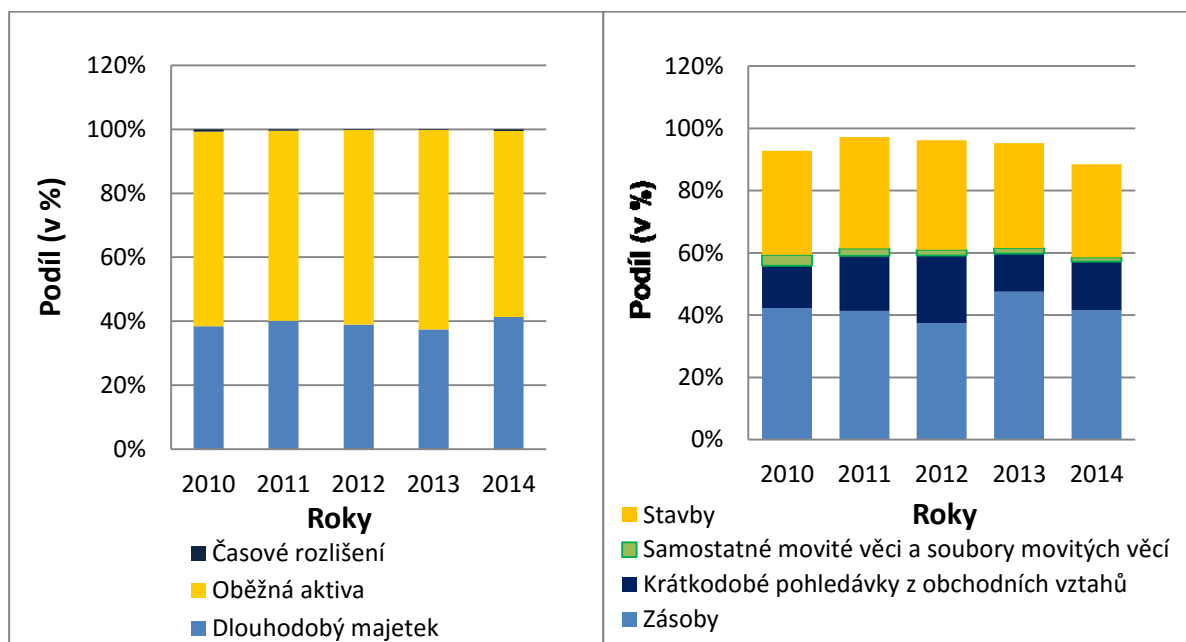 120%
100%
80%
60%
40%
20%
0%
Podíl (v %)
2010 2011 2012 2013 2014
Roky
Časové rozlišení
Oběžná aktiva
Dlouhodobý majetek
120%
100%
80%
60%
40%
20%
0%
Podíl (v %)
2010 2011 2012 2013 2014
Roky
Stavby
Samostatné movité věci a soubory movitých věcí
Krátkodobé pohledávky z obchodních vztahů
Zásoby